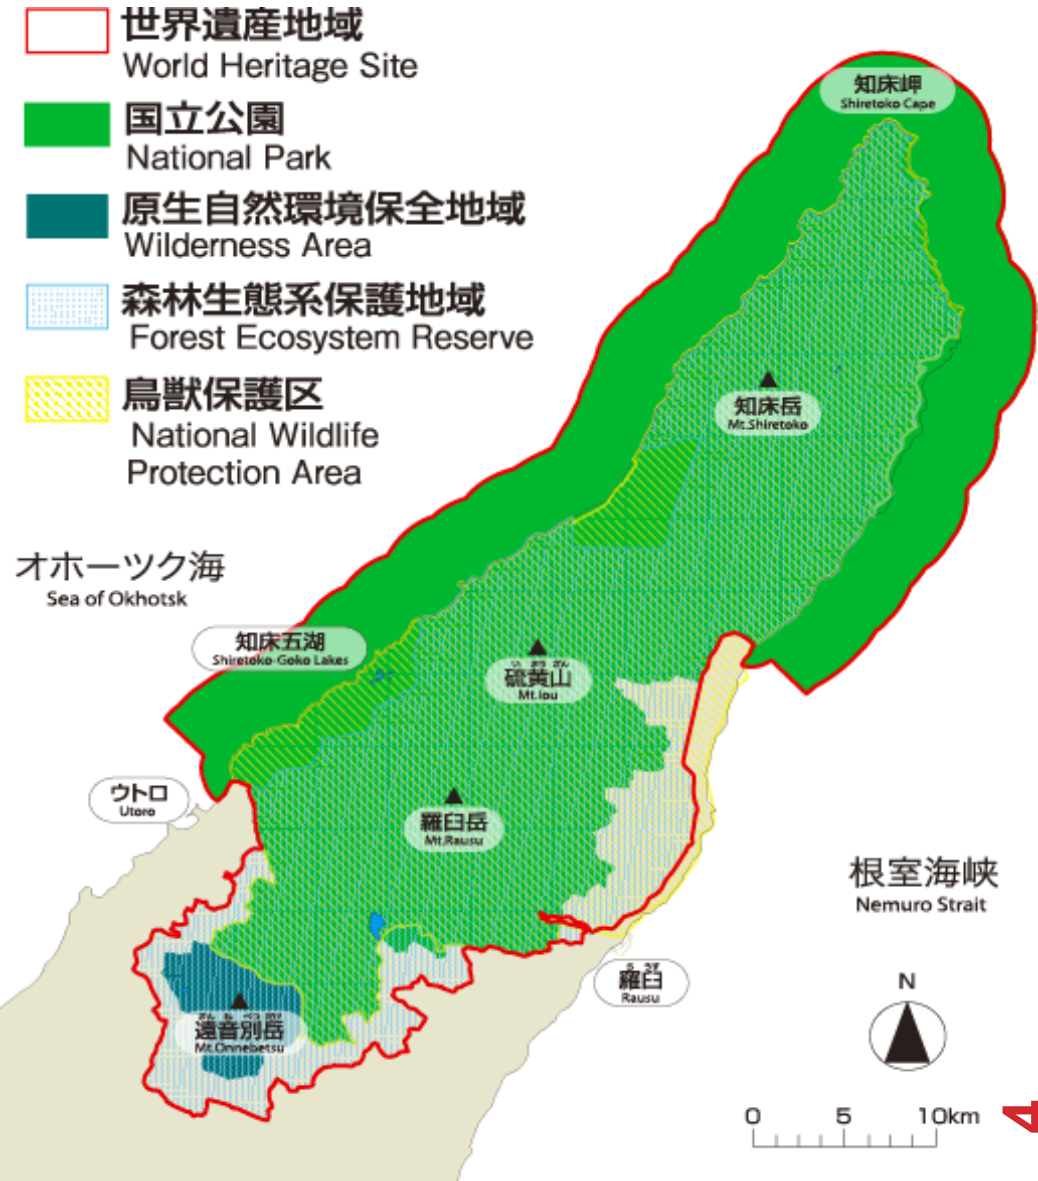 世界遺産地域
World Heritage Site
国立公園
National Park
原生自然環境保全地域
Wilderness Area
森林生態系保護地域
Forest Ecosystem Reserve
鳥獣保護区
National Wildlife
Protection Area
知床岬
Shiretoko Cape
知床岳
Mt.Shiretoko
オホーツク海
Sea of Okhotsk
知床五湖
Shiretoko-Goko Lakes
硫黄山
Mt.Iou
ウトロ
Utoro
羅臼岳
Mt.Rausu
根室海峡
Nemuro Strait
羅臼
Rausu
遠音別岳
Mt.Onnebetsu
N
0 5 10km
4